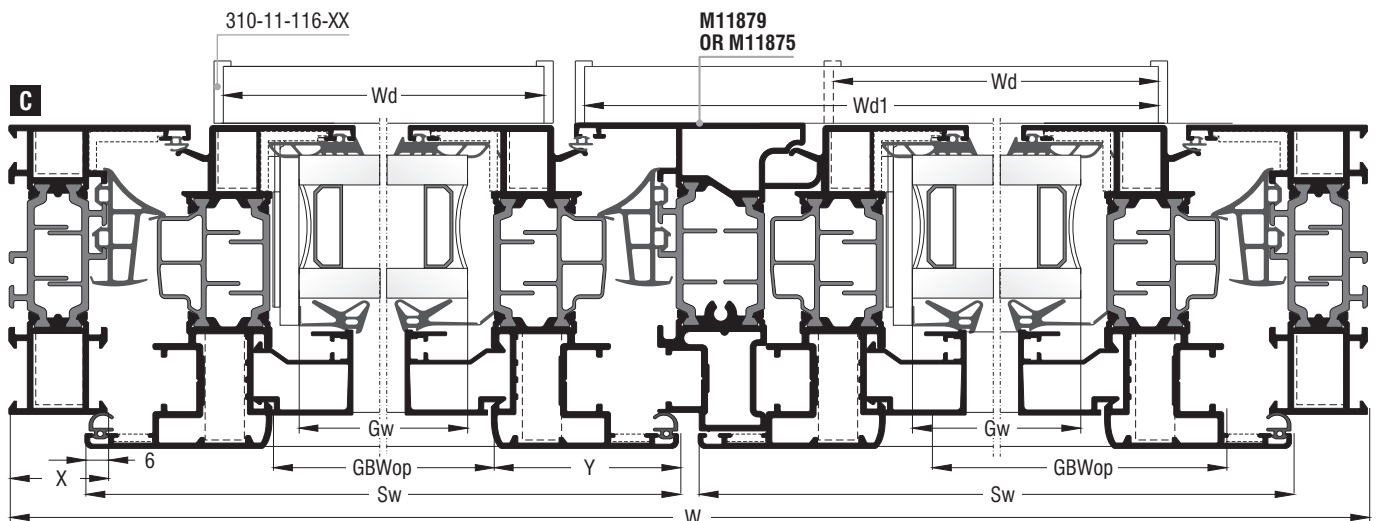 310-11-116-XX
M11879
OR M11875
C
Wd
Wd
Wd1
Gw
Gw
6
X
GBWop
Y
GBWop
Sw
Sw
W